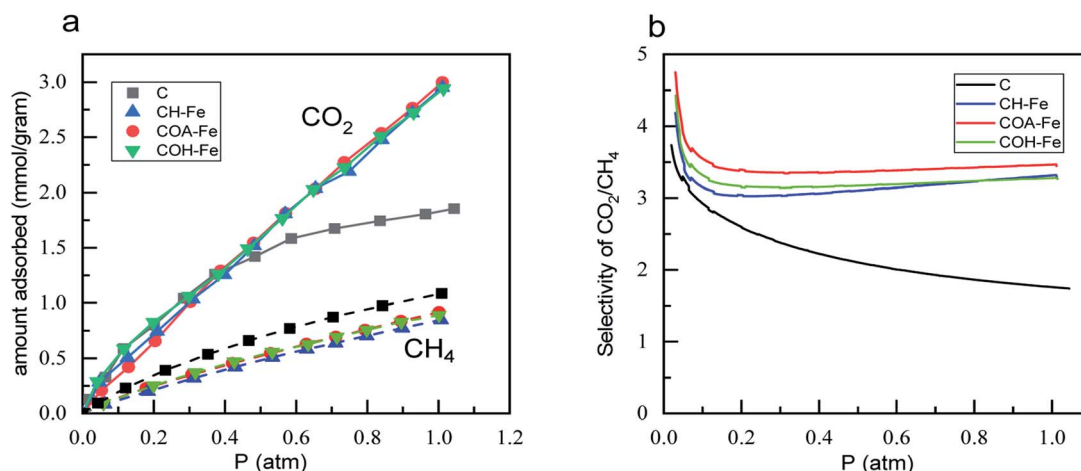 a
amount adsorbed (mmol/gram)
3.0
2.5
2.0
1.5
1.0
0.5
0.0
C
CH-Fe
COA-Fe
COH-Fe
CO2
CH4
0.0 0.2 0.4 0.6 0.8 1.0 1.2
P (atm)
b
Selectivity of CO2/CH4
5
4
3
2
1
0
C
CH-Fe
COA-Fe
COH-Fe
0.0 0.2 0.4 0.6 0.8 1.0
P (atm)